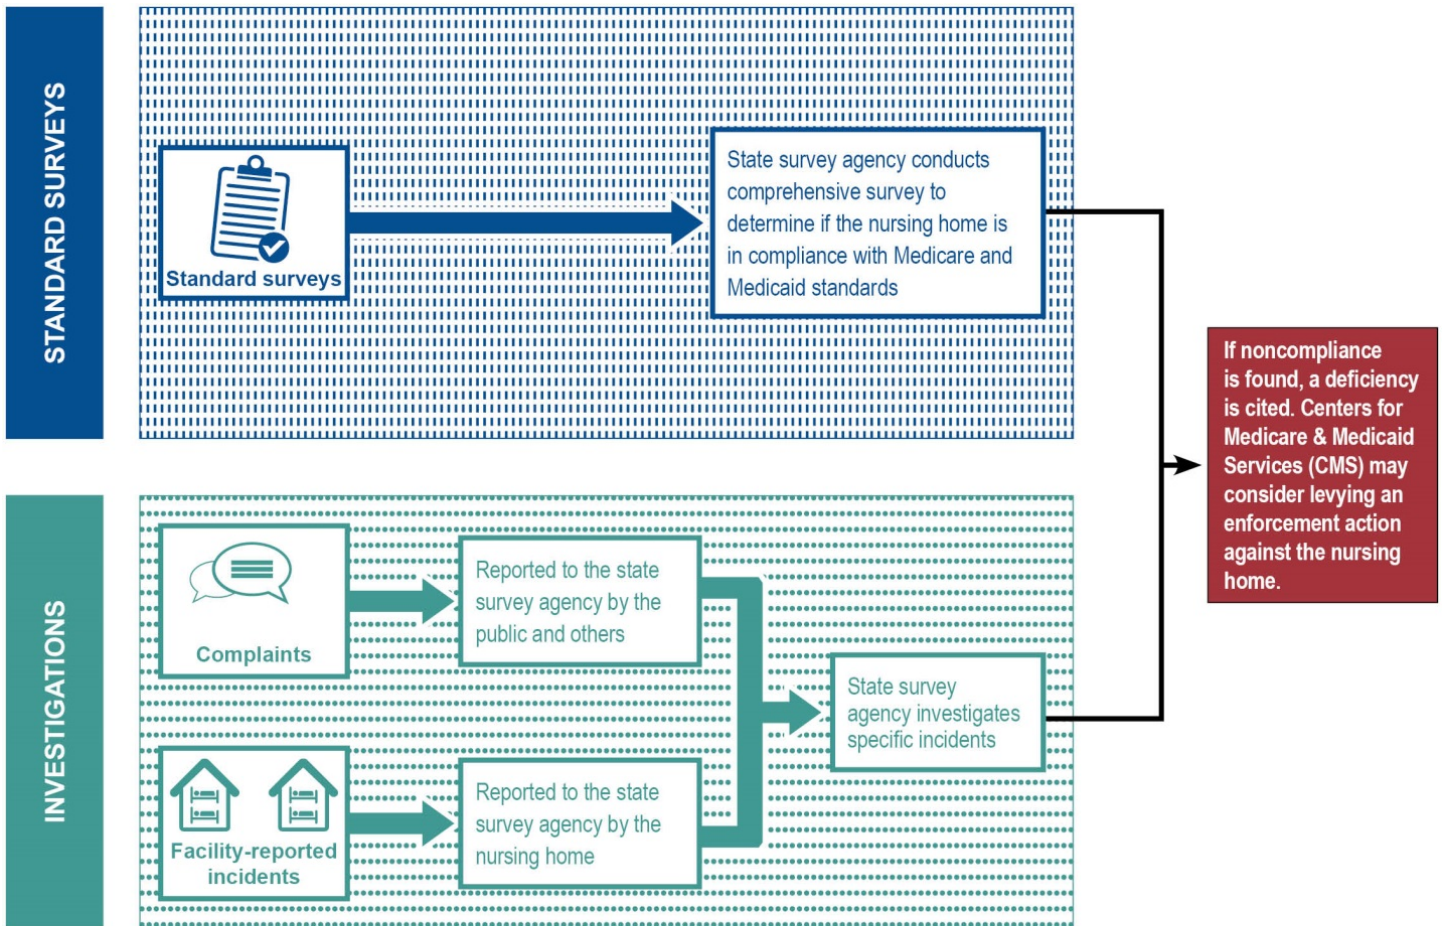 STANDARD SURVEYS
Standard surveys
State survey agency conducts
comprehensive survey to
determine if the nursing home is
in compliance with Medicare and
Medicaid standards
If noncompliance
is found, a deficiency
is cited. Centers for
Medicare & Medicaid
Services (CMS) may
consider levying an
enforcement action
against the nursing
home.
INVESTIGATIONS
Complaints
Reported to the state
survey agency by the
public and others
Facility-reported
incidents
Reported to the state
survey agency by the
nursing home
State survey
agency investigates
specific incidents